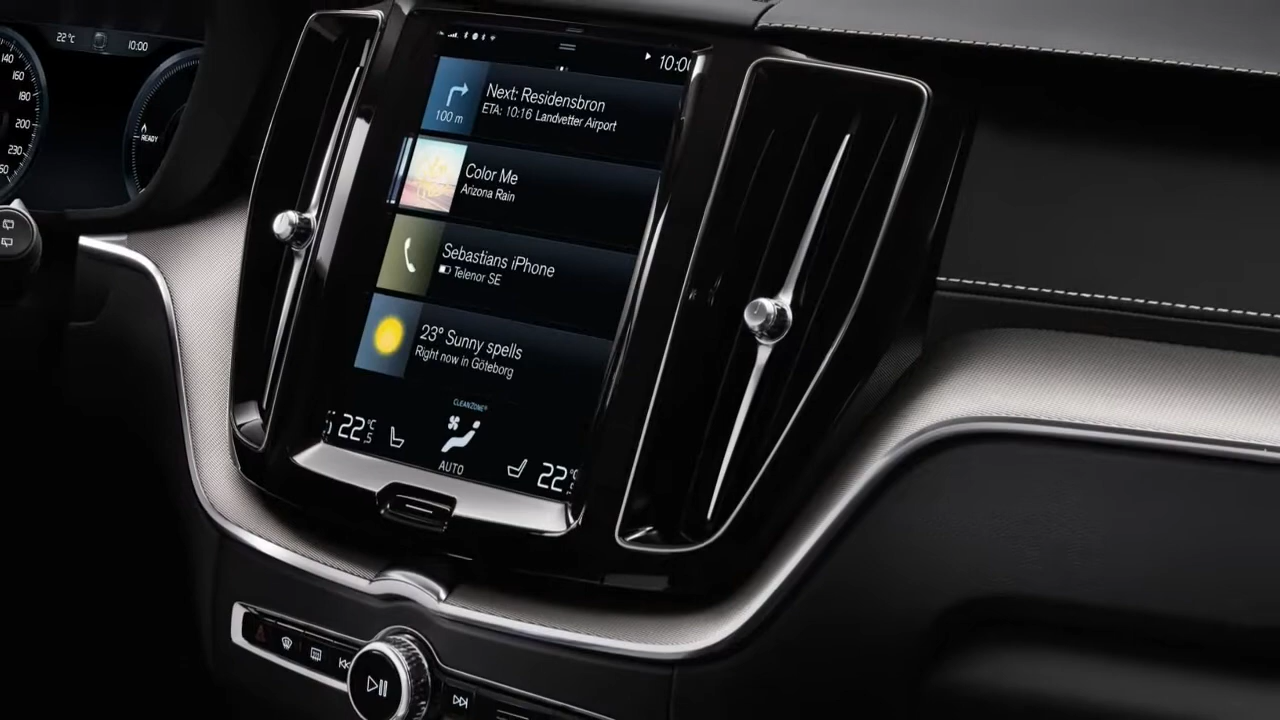 22°C
10:00
140
160
180
200
230
READY
10:00
Next: Residensbron
ETA: 10:16 Landvetter Airport
100 m
Color Me
Arizona Rain
Sebastians iPhone
Telenor SE
23° Sunny spells
Right now in Göteborg
CLEANZONE®
22.5°C
AUTO
22